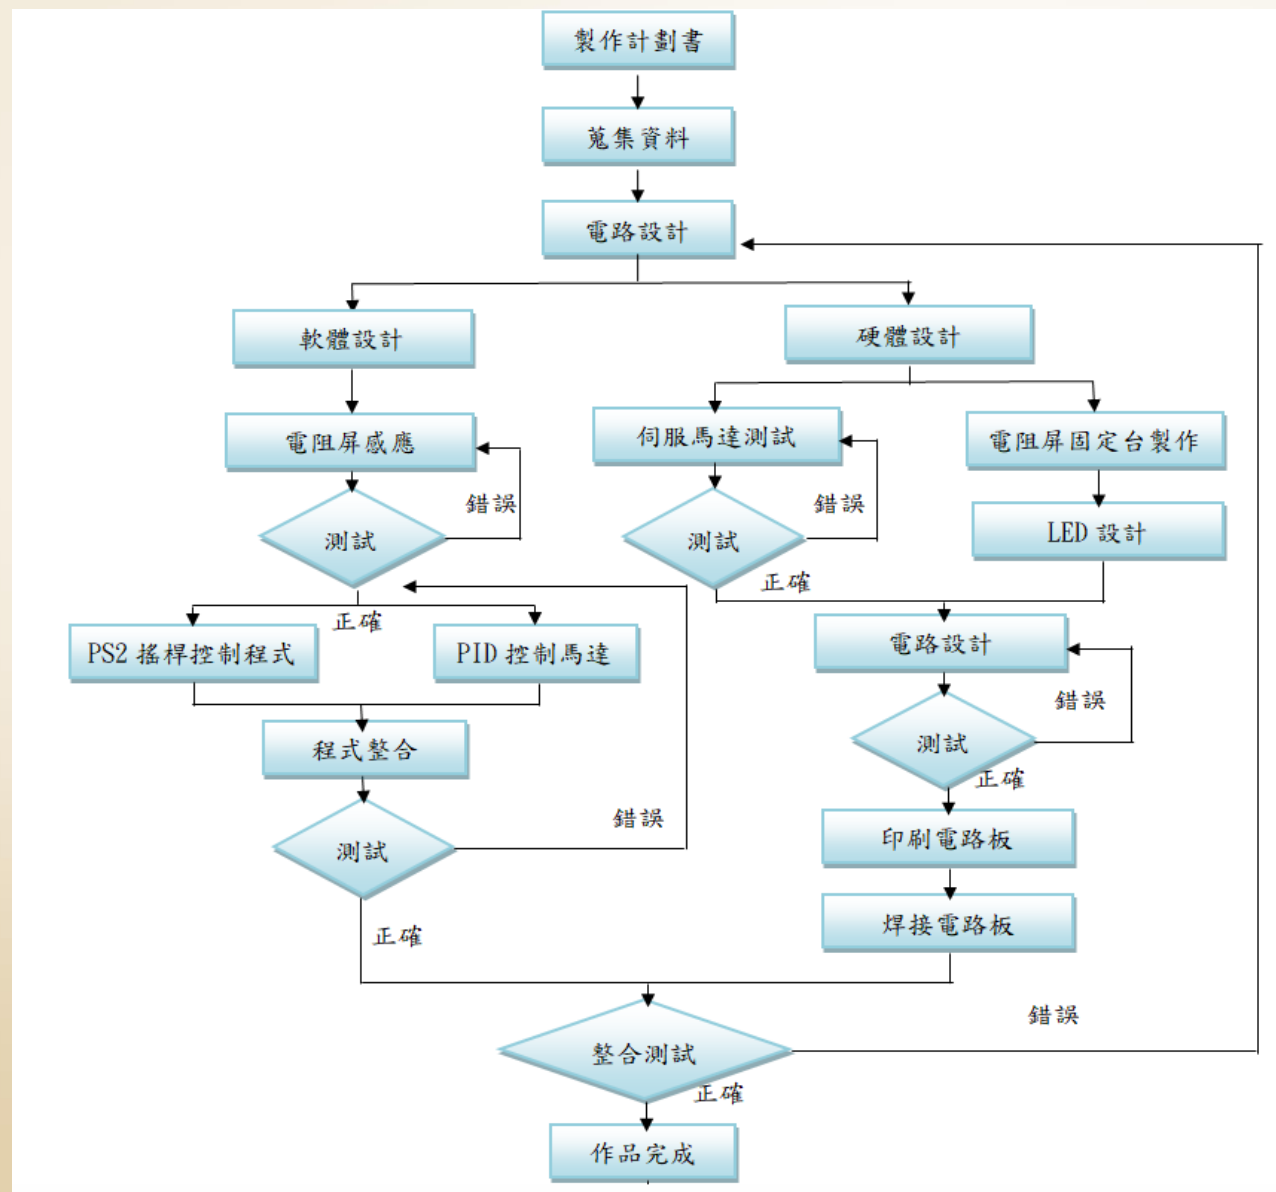 製作計劃書
蒐集資料
電路設計
軟體設計
硬體設計
電阻屏感應
伺服馬達測試
電阻屏固定台製作
錯誤
錯誤
測試
測試
LED 設計
正確
正確
PS2 搖桿控制程式
PID 控制馬達
電路設計
錯誤
程式整合
測試
正確
錯誤
測試
印刷電路板
焊接電路板
正確
錯誤
整合測試
正確
作品完成